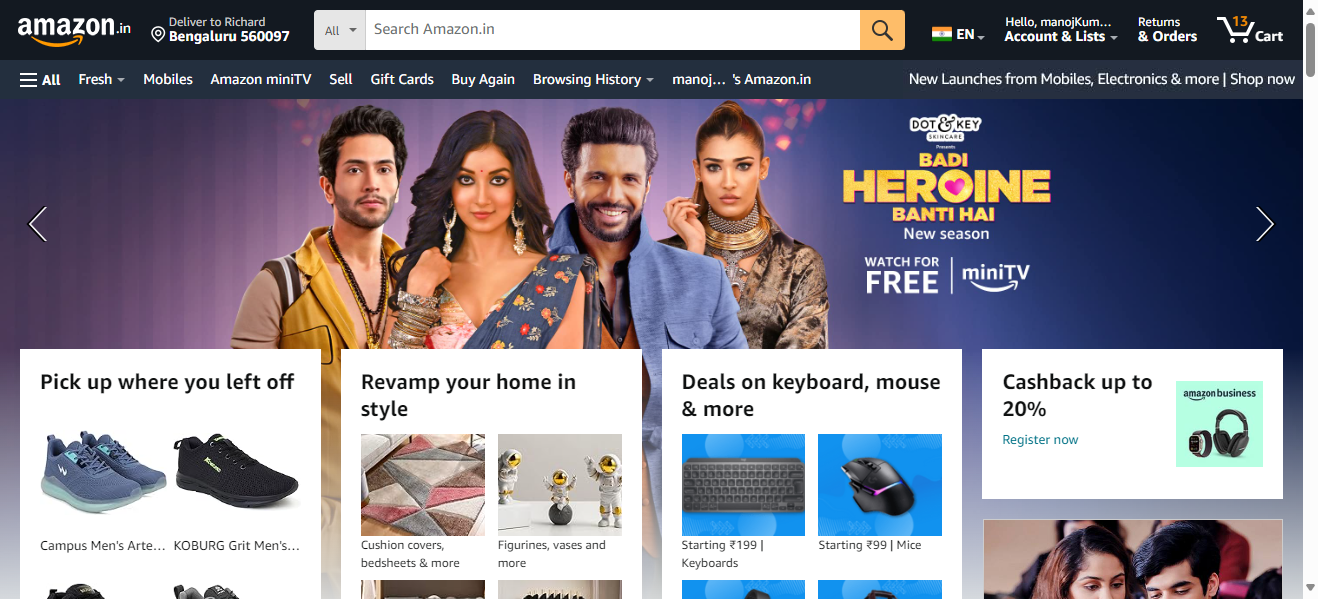 amazon.in
Deliver to Richard
Bengaluru 560097
All
Search Amazon.in
EN
Hello, manojKum...
Account & Lists
Returns
& Orders
13
Cart
All
Fresh
Mobiles
Amazon miniTV
Sell
Gift Cards
Buy Again
Browsing History
manoj... 's Amazon.in
New Launches from Mobiles, Electronics & more | Shop now
DOT & KEY
SKINCARE
Presents
BADI
HEROINE
BANTI HAI
New season
WATCH FOR
FREE
miniTV
Pick up where you left off
Campus Men's Arte...
KOBURG Grit Men's...
Revamp your home in
style
Cushion covers,
bedsheets & more
Figurines, vases and
more
Deals on keyboard, mouse
& more
Starting ₹199 |
Keyboards
Starting ₹99 | Mice
Cashback up to
20%
Register now
amazon business